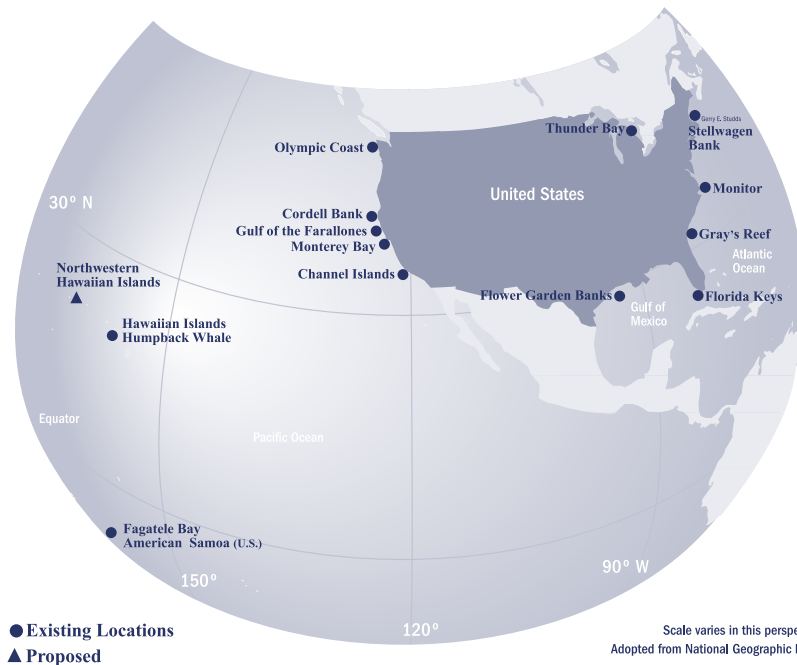 Gerry E. Studds
Stellwagen
Bank
Thunder Bay
Olympic Coast
Monitor
United States
30° N
Cordell Bank
Gulf of the Farallones
Monterey Bay
Gray's Reef
Atlantic
Ocean
Northwestern
Hawaiian Islands
Channel Islands
Flower Garden Banks
Florida Keys
Gulf of
Mexico
Hawaiian Islands
Humpback Whale
Equator
Pacific Ocean
Fagatele Bay
American Samoa (U.S.)
150°
90° W
120°
Existing Locations
Proposed
Scale varies in this perspe
Adopted from National Geographic